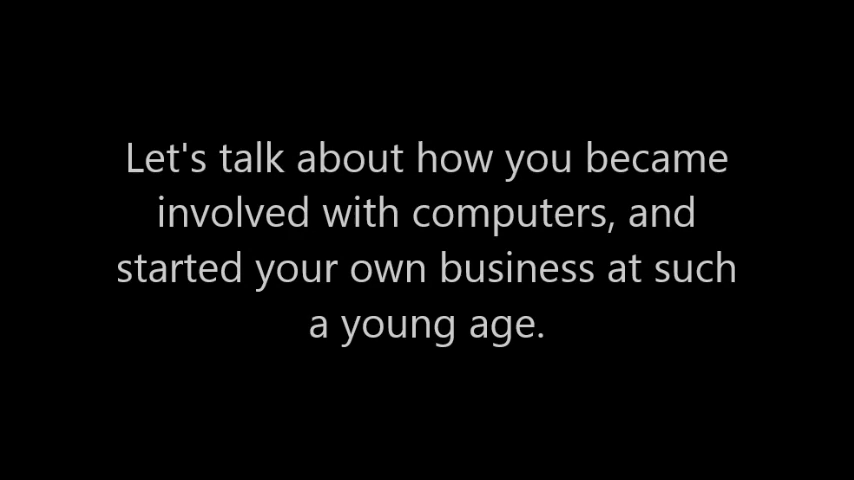 Let's talk about how you became
involved with computers, and
started your own business at such
a young age.